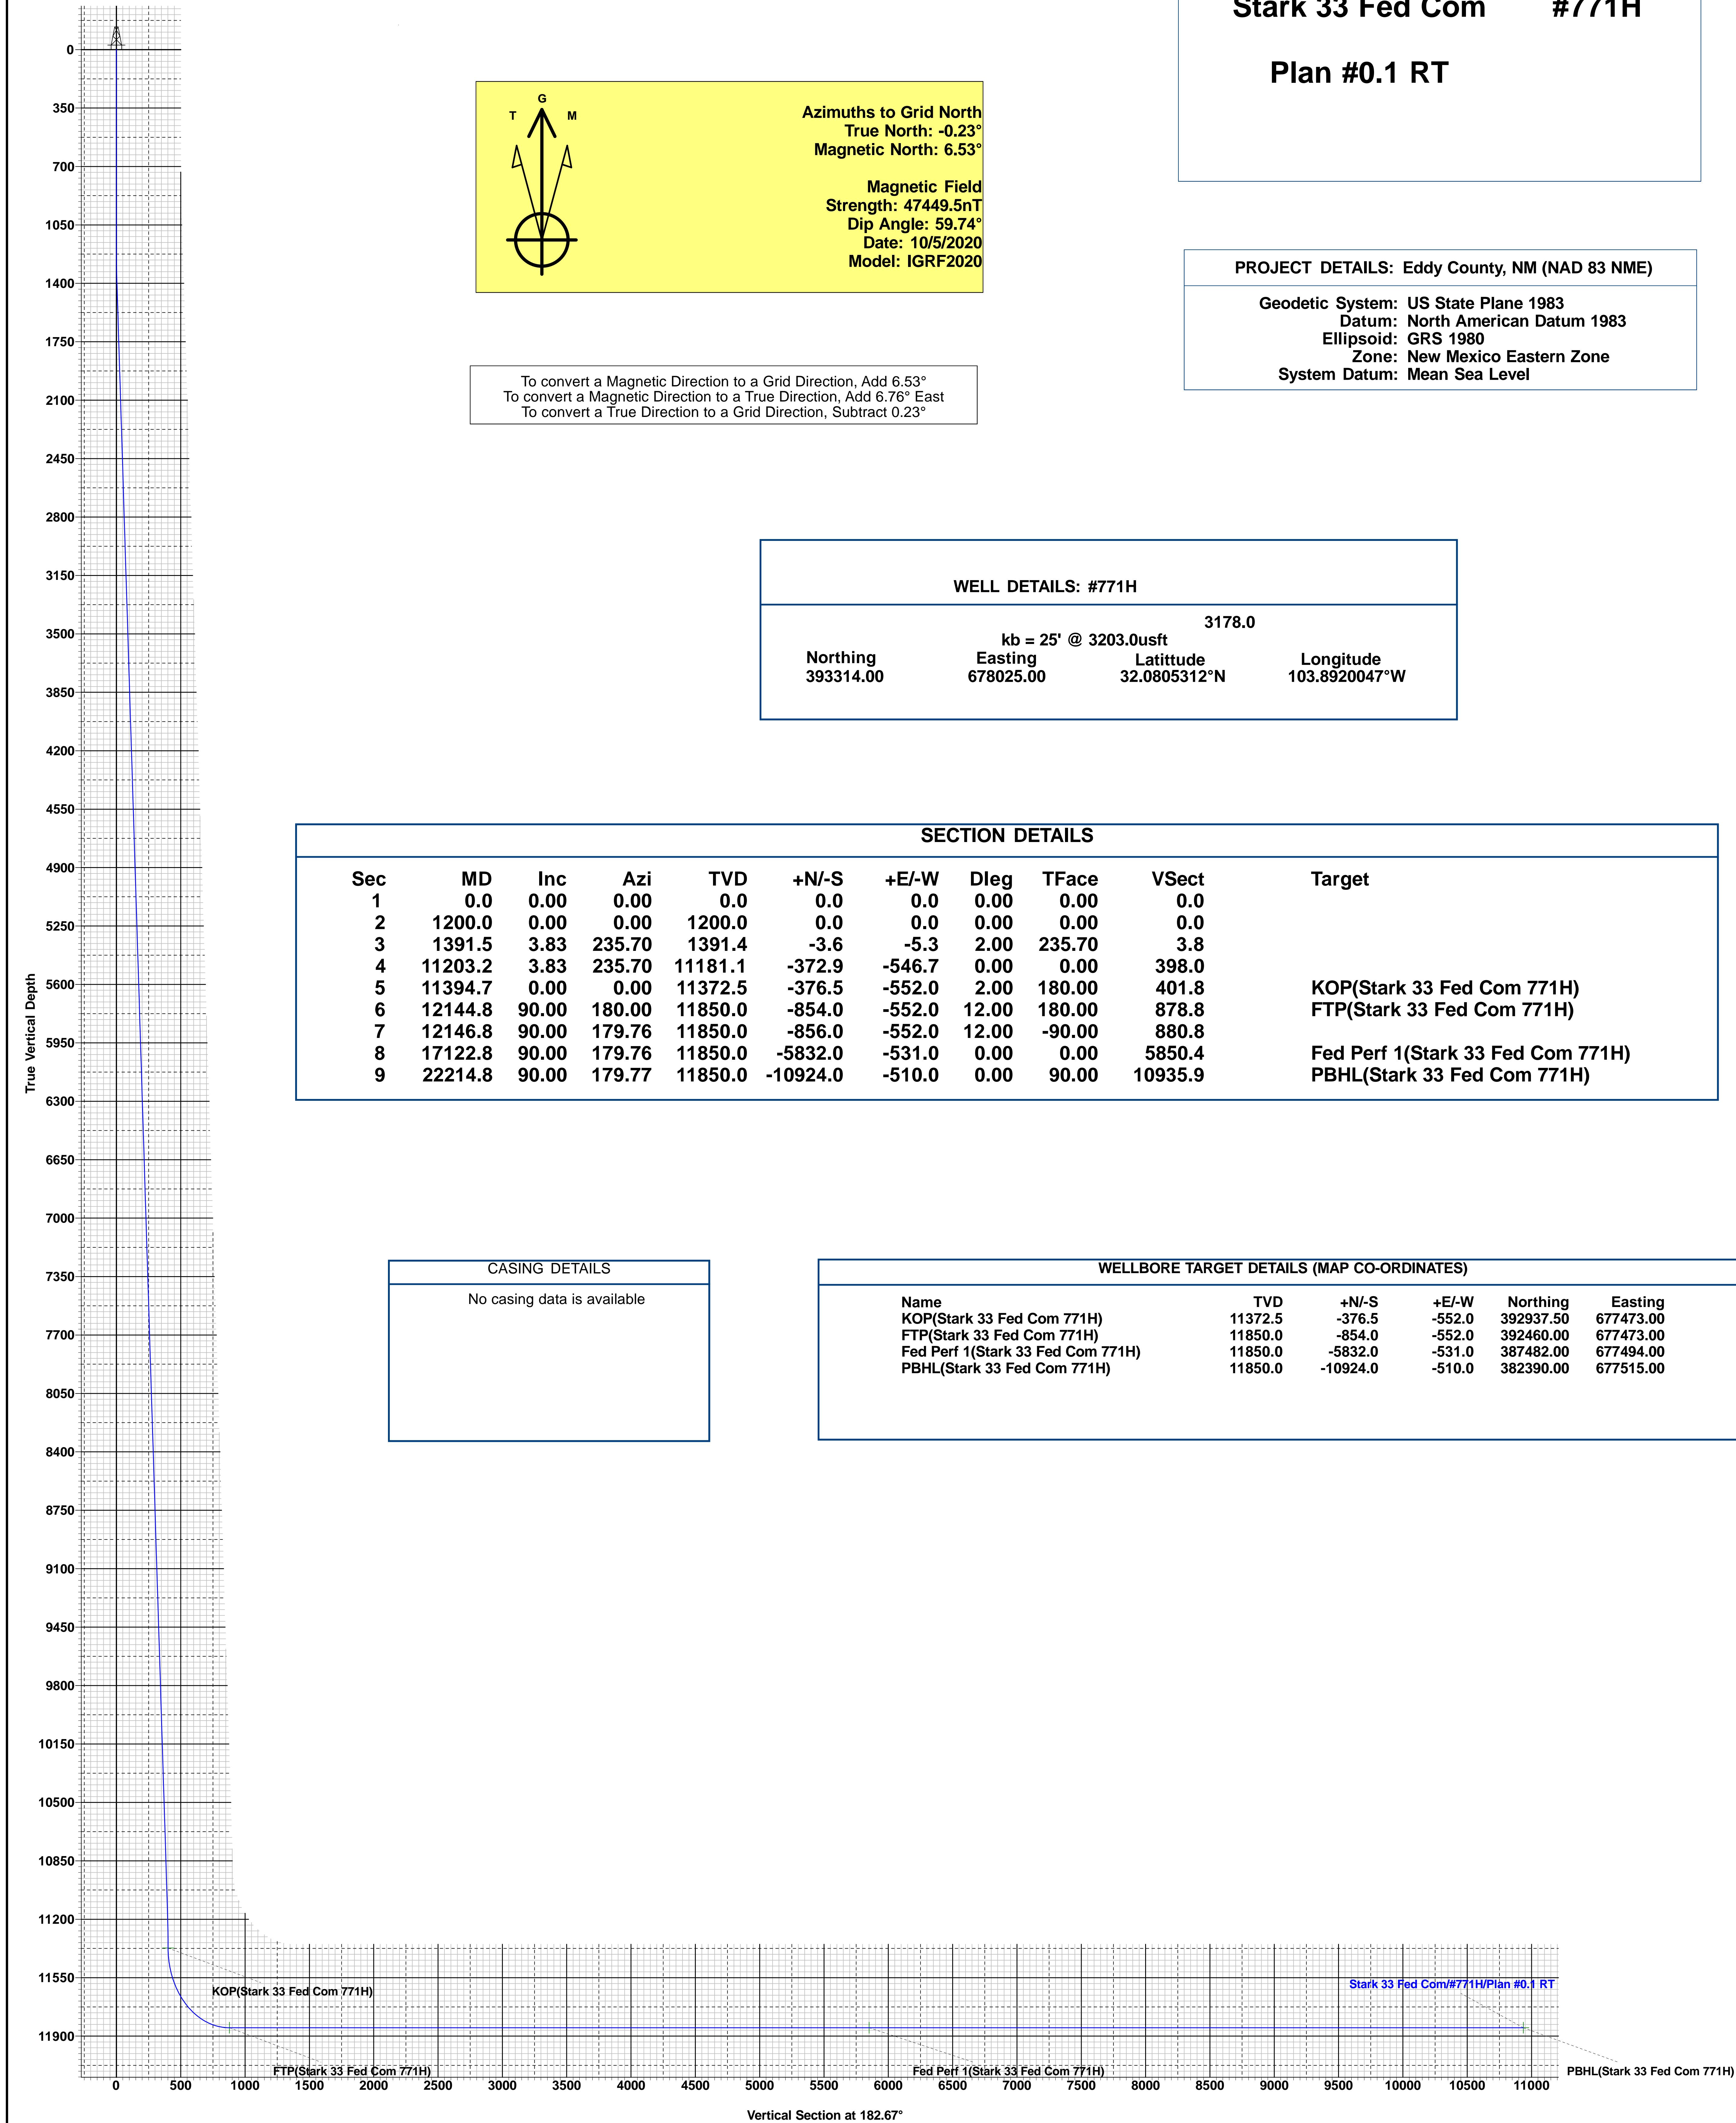 Stark 33 Fed Com #771H
Plan #0.1 RT
T G M
Azimuths to Grid North
True North: -0.23°
Magnetic North: 6.53°
Magnetic Field
Strength: 47449.5nT
Dip Angle: 59.74°
Date: 10/5/2020
Model: IGRF2020
PROJECT DETAILS: Eddy County, NM (NAD 83 NME)
Geodetic System: US State Plane 1983
Datum: North American Datum 1983
Ellipsoid: GRS 1980
Zone: New Mexico Eastern Zone
System Datum: Mean Sea Level
To convert a Magnetic Direction to a Grid Direction, Add 6.53°
To convert a Magnetic Direction to a True Direction, Add 6.76° East
To convert a True Direction to a Grid Direction, Subtract 0.23°
WELL DETAILS: #771H
3178.0
kb = 25' @ 3203.0usft
Northing Easting Latittude Longitude
393314.00 678025.00 32.0805312°N 103.8920047°W
SECTION DETAILS
Sec MD Inc Azi TVD +N/-S +E/-W Dleg TFace VSect Target
1 0.0 0.00 0.00 0.0 0.0 0.0 0.00 0.00 0.0
2 1200.0 0.00 0.00 1200.0 0.0 0.0 0.00 0.00 0.0
3 1391.5 3.83 235.70 1391.4 -3.6 -5.3 2.00 235.70 3.8
4 11203.2 3.83 235.70 11181.1 -372.9 -546.7 0.00 0.00 398.0
5 11394.7 0.00 0.00 11372.5 -376.5 -552.0 2.00 180.00 401.8 KOP(Stark 33 Fed Com 771H)
6 12144.8 90.00 180.00 11850.0 -854.0 -552.0 12.00 180.00 878.8 FTP(Stark 33 Fed Com 771H)
7 12146.8 90.00 179.76 11850.0 -856.0 -552.0 12.00 -90.00 880.8
8 17122.8 90.00 179.76 11850.0 -5832.0 -531.0 0.00 0.00 5850.4 Fed Perf 1(Stark 33 Fed Com 771H)
9 22214.8 90.00 179.77 11850.0 -10924.0 -510.0 0.00 90.00 10935.9 PBHL(Stark 33 Fed Com 771H)
CASING DETAILS
No casing data is available
WELLBORE TARGET DETAILS (MAP CO-ORDINATES)
Name TVD +N/-S +E/-W Northing Easting
KOP(Stark 33 Fed Com 771H) 11372.5 -376.5 -552.0 392937.50 677473.00
FTP(Stark 33 Fed Com 771H) 11850.0 -854.0 -552.0 392460.00 677473.00
Fed Perf 1(Stark 33 Fed Com 771H) 11850.0 -5832.0 -531.0 387482.00 677494.00
PBHL(Stark 33 Fed Com 771H) 11850.0 -10924.0 -510.0 382390.00 677515.00
True Vertical Depth
0
350
700
1050
1400
1750
2100
2450
2800
3150
3500
3850
4200
4550
4900
5250
5600
5950
6300
6650
7000
7350
7700
8050
8400
8750
9100
9450
9800
10150
10500
10850
11200
11550
11900
KOP(Stark 33 Fed Com 771H)
Stark 33 Fed Com/#771H/Plan #0.1 RT
FTP(Stark 33 Fed Com 771H)
Fed Perf 1(Stark 33 Fed Com 771H)
PBHL(Stark 33 Fed Com 771H)
0 500 1000 1500 2000 2500 3000 3500 4000 4500 5000 5500 6000 6500 7000 7500 8000 8500 9000 9500 10000 10500 11000
Vertical Section at 182.67°